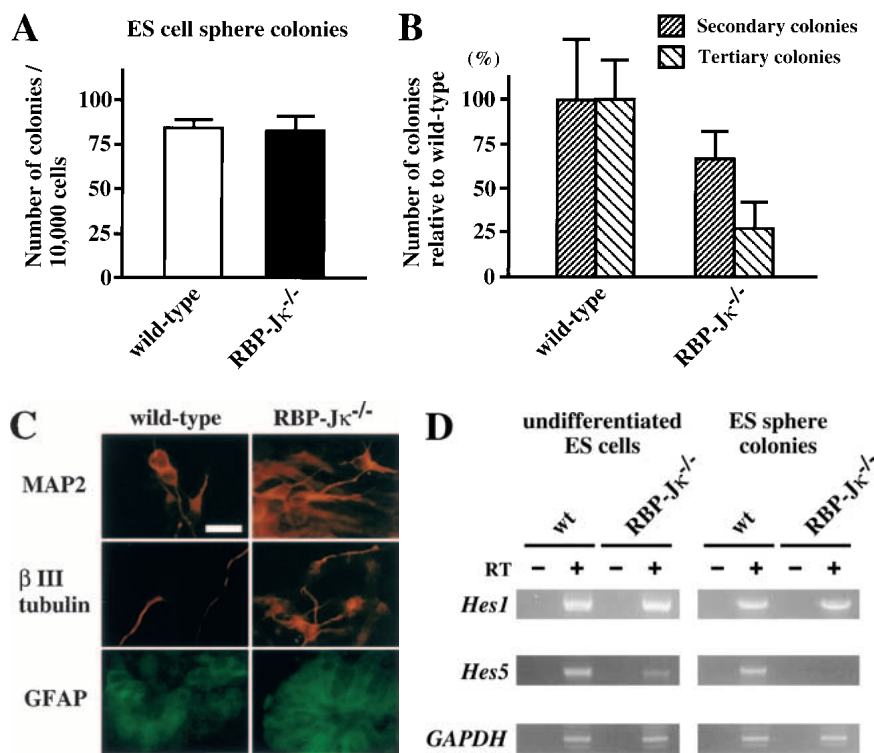 A
ES cell sphere colonies
Number of colonies /
10,000 cells
100
75
50
25
0
wild-type
RBP-Jκ-/-
B
Secondary colonies
Tertiary colonies
(%)
Number of colonies
relative to wild-type
100
75
50
25
0
wild-type
RBP-Jκ-/-
C
wild-type
RBP-Jκ-/-
MAP2
β III
tubulin
GFAP
D
undifferentiated
ES cells
ES sphere
colonies
wt
RBP-Jκ-/-
wt
RBP-Jκ-/-
RT - + - + - + - +
Hes1
Hes5
GAPDH